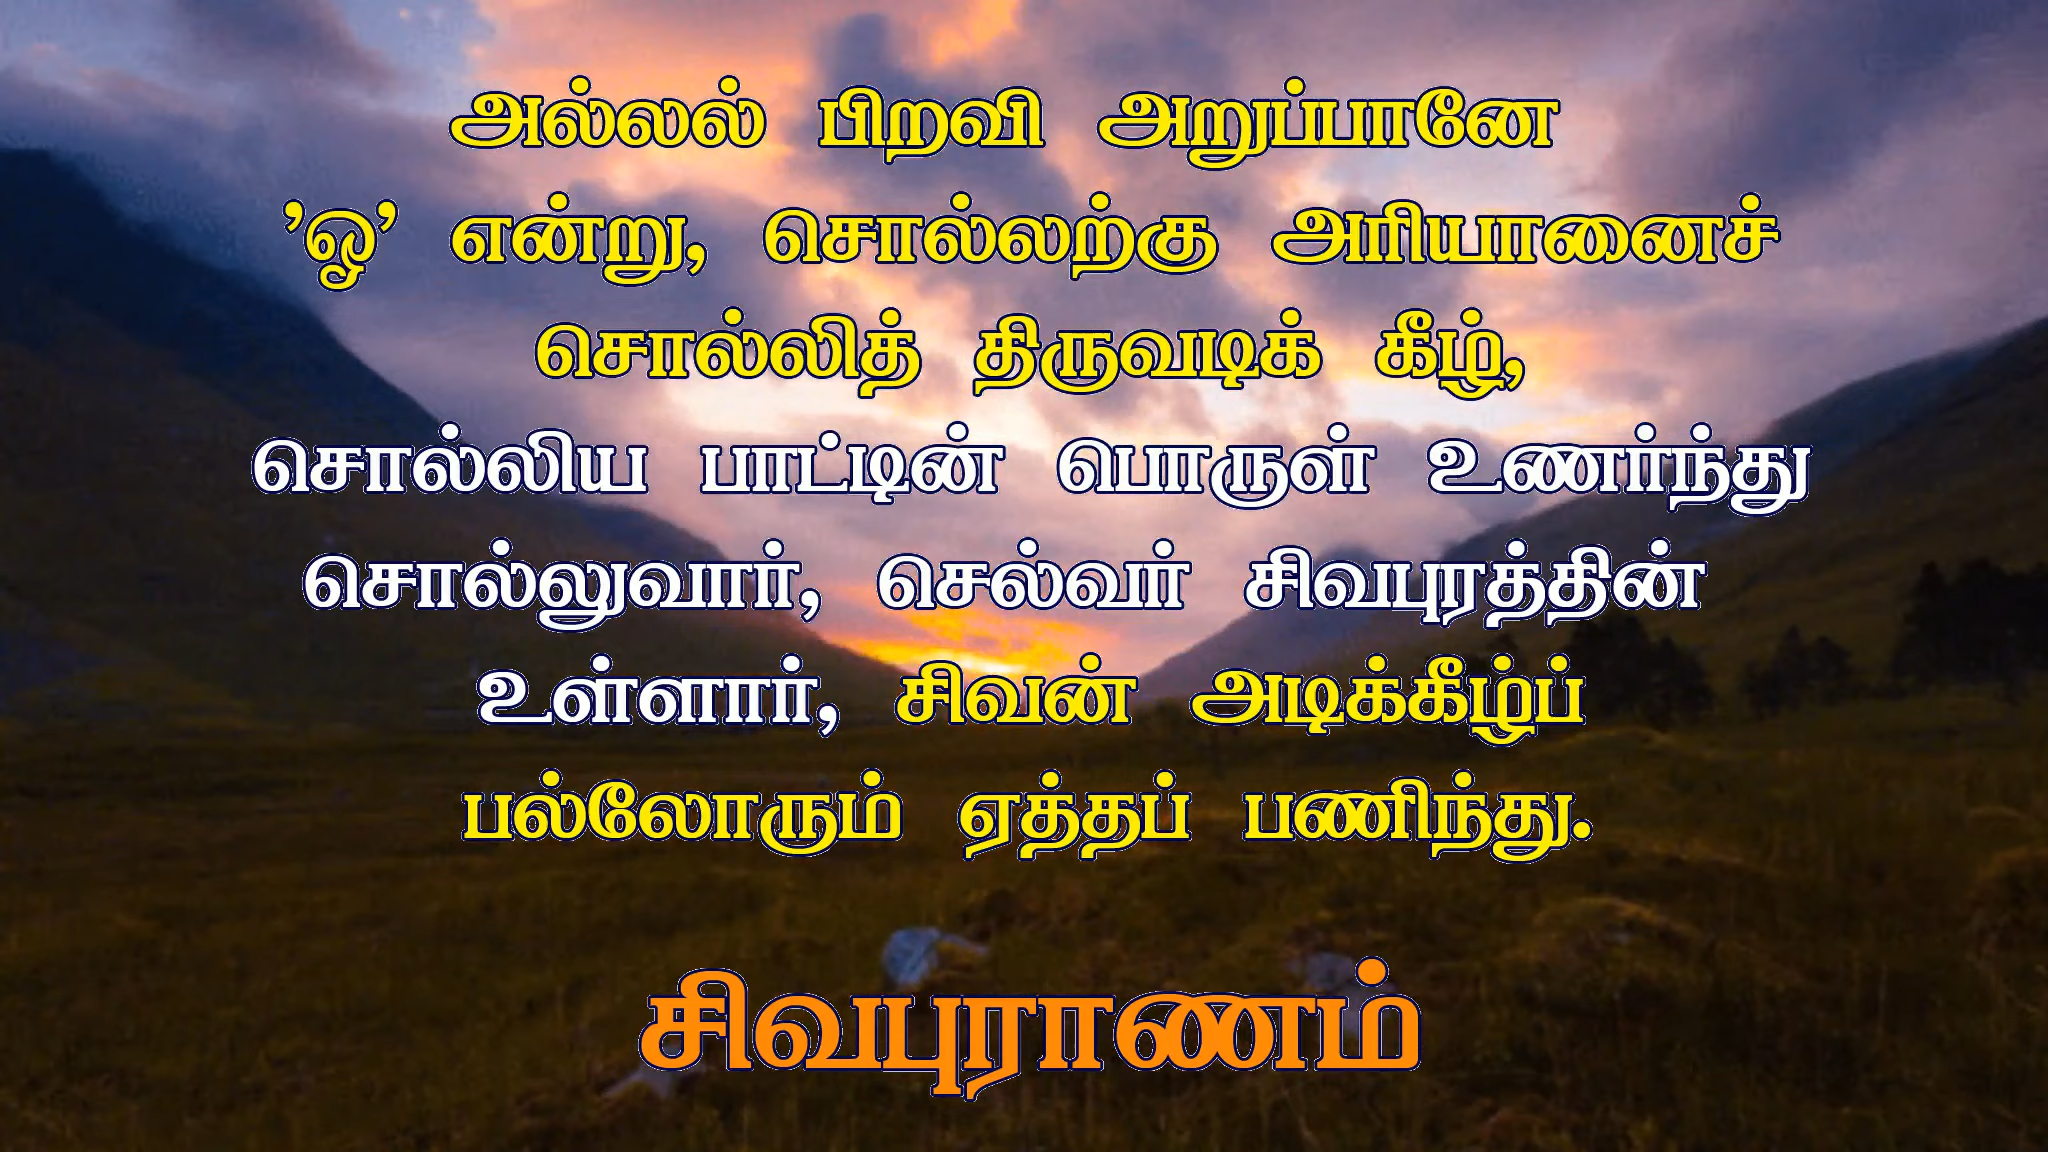 அல்லல் பிறவி அறுப்பானே
'ஓ' என்று, சொல்லற்கு அரியானைச்
சொல்லித் திருவடிக் கீழ்,
சொல்லிய பாட்டின் பொருள் உணர்ந்து
சொல்லுவார், செல்வர் சிவபுரத்தின்
உள்ளார், சிவன் அடிக்கீழ்ப்
பல்லோரும் ஏத்தப் பணிந்து.
சிவபுராணம்